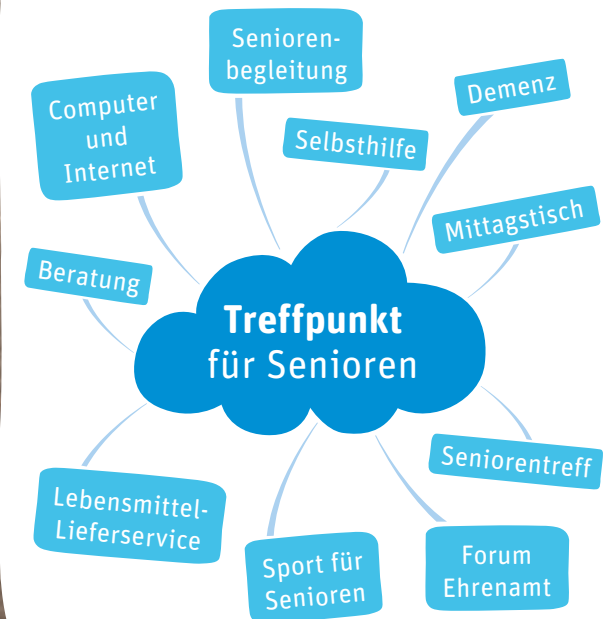 Senioren-
begleitung
Demenz
Computer
und
Internet
Selbsthilfe
Mittagstisch
Beratung
Treffpunkt
für Senioren
Seniorentreff
Lebensmittel-
Lieferservice
Sport für
Senioren
Forum
Ehrenamt